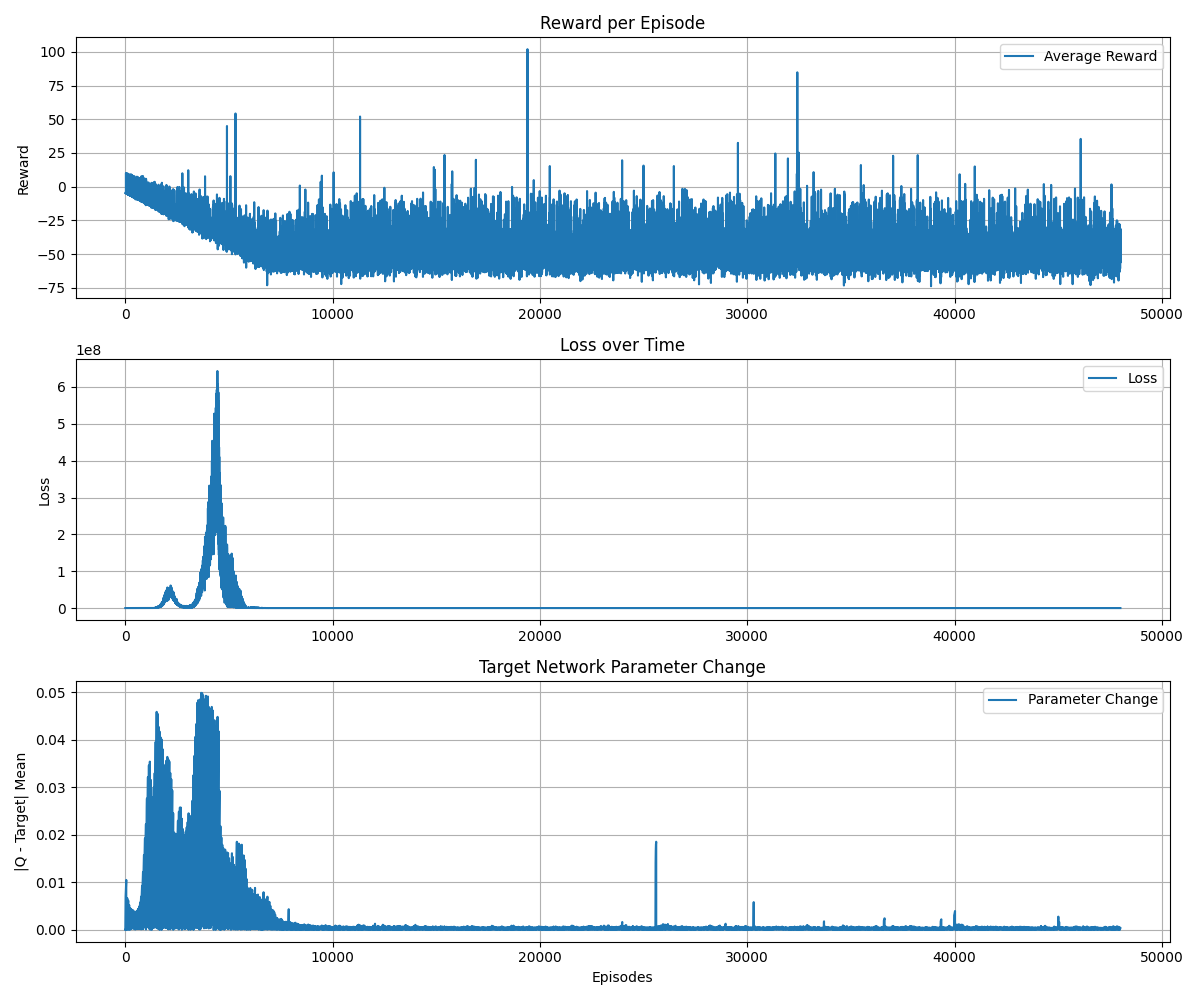 Reward per Episode
Reward
100
75
50
25
0
−25
−50
−75
Average Reward
0 10000 20000 30000 40000 50000
Loss over Time
1e8
Loss
6
5
4
3
2
1
0
Loss
0 10000 20000 30000 40000 50000
Target Network Parameter Change
|Q - Target| Mean
0.05
0.04
0.03
0.02
0.01
0.00
Parameter Change
0 10000 20000 30000 40000 50000
Episodes